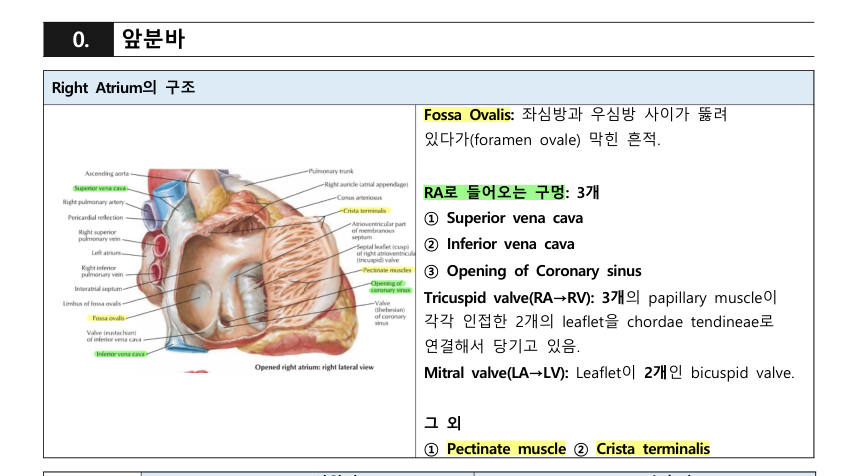 0. 앞분바
Right Atrium의 구조
Fossa Ovalis: 좌심방과 우심방 사이가 뚫려
있다가(foramen ovale) 막힌 흔적.
RA로 들어오는 구멍: 3개
① Superior vena cava
② Inferior vena cava
③ Opening of Coronary sinus
Tricuspid valve(RA→RV): 3개의 papillary muscle이
각각 인접한 2개의 leaflet을 chordae tendineae로
연결해서 당기고 있음.
Mitral valve(LA→LV): Leaflet이 2개인 bicuspid valve.
그 외
① Pectinate muscle ② Crista terminalis
Ascending aorta
Superior vena cava
Right pulmonary artery
Pericardial reflection
Right superior
pulmonary vein
Left atrium
Right inferior
pulmonary vein
Interatrial septum
Limbus of fossa ovalis
Fossa ovalis
Valve (eustachian)
of inferior vena cava
Inferior vena cava
Pulmonary trunk
Right auricle (atrial appendage)
Conus arteriosus
Crista terminalis
Atrioventricular part
of membranous
septum
Septal leaflet (cusp)
of right atrioventricular
(tricuspid) valve
Pectinate muscles
Opening of
coronary sinus
Valve
(thebesian)
of coronary
sinus
Opened right atrium: right lateral view